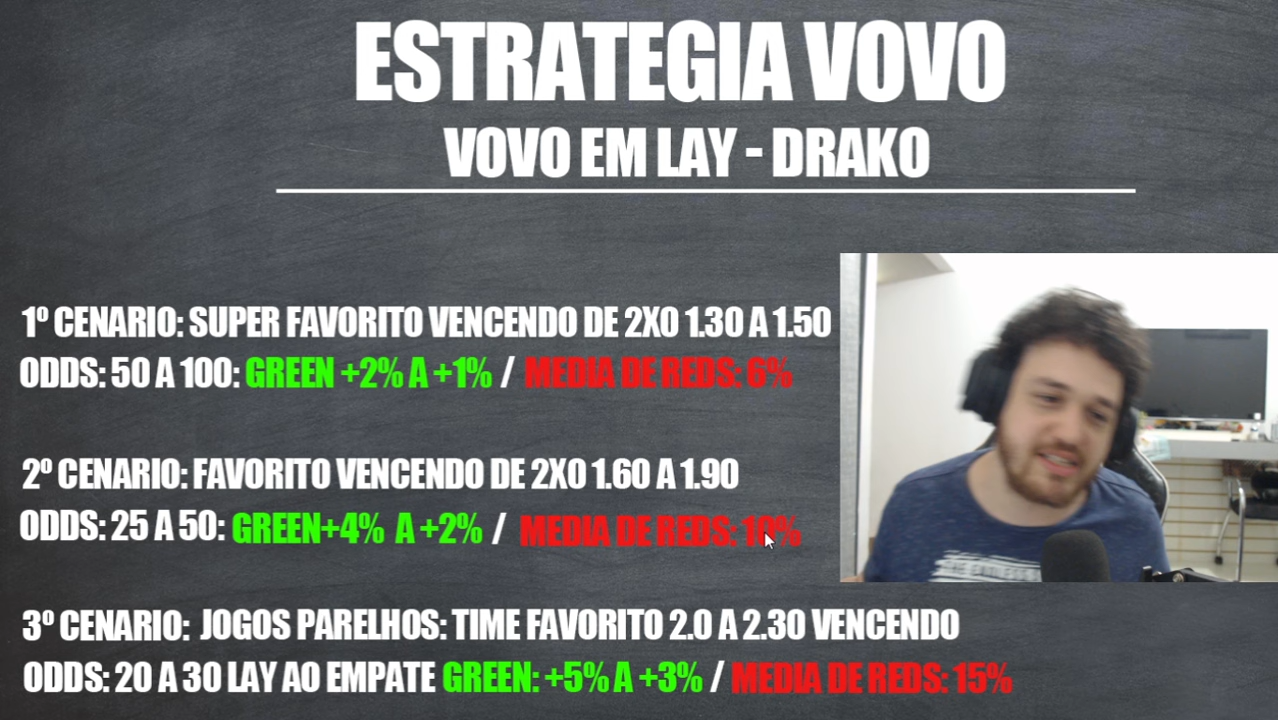 ESTRATEGIA VOVO
VOVO EM LAY - DRAKO
1º CENARIO: SUPER FAVORITO VENCENDO DE 2X0 1.30 A 1.50
ODDS: 50 A 100: GREEN +2% A +1% / MEDIA DE REDS: 6%
2º CENARIO: FAVORITO VENCENDO DE 2X0 1.60 A 1.90
ODDS: 25 A 50: GREEN+4% A +2% / MEDIA DE REDS: 10%
3º CENARIO: JOGOS PARELHOS: TIME FAVORITO 2.0 A 2.30 VENCENDO
ODDS: 20 A 30 LAY AO EMPATE GREEN: +5% A +3% / MEDIA DE REDS: 15%